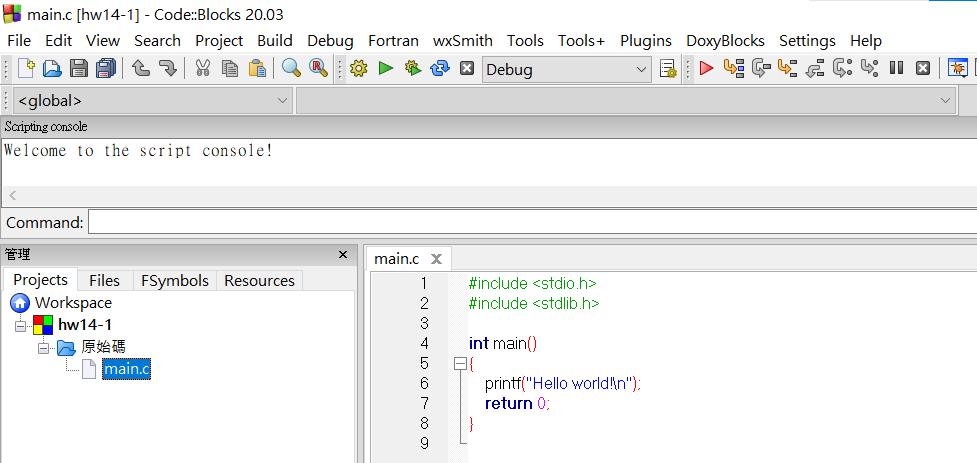 main.c [hw14-1] - Code::Blocks 20.03
File Edit View Search Project Build Debug Fortran wxSmith Tools Tools+ Plugins DoxyBlocks Settings Help
Debug
<global>
Scripting console
Welcome to the script console!
Command:
管理
Projects Files FSymbols Resources
Workspace
hw14-1
原始碼
main.c
main.c
1 #include <stdio.h>
2 #include <stdlib.h>
3
4 int main()
5 {
6 printf("Hello world!\n");
7 return 0;
8 }
9